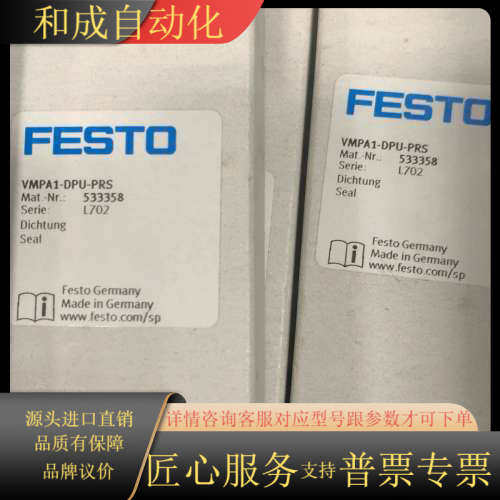 和成自动化
FESTO
VMPA1-DPU-PRS
Mat.-Nr.: 533358
Serie: L702
Dichtung
Seal
Festo Germany
Made in Germany
www.festo.com/sp
FESTO
VMPA1-DPU-PRS
Mat.-Nr.: 533358
Serie: L702
Dichtung
Seal
Festo Germany
Made in Germany
www.festo.com/sp
源头进口直销
品质有保障
品牌议价
详情咨询客服对应型号跟参数才可下单
匠心服务支持普票专票